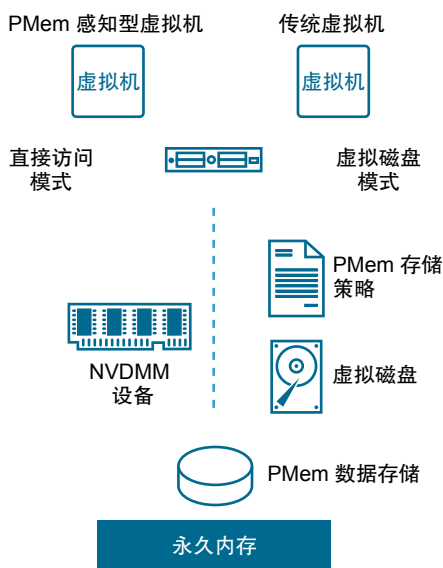 PMem 感知型虚拟机
传统虚拟机
虚拟机
虚拟机
直接访问
模式
虚拟磁盘
模式
PMem 存储
策略
NVDMM
设备
虚拟磁盘
PMem 数据存储
永久内存